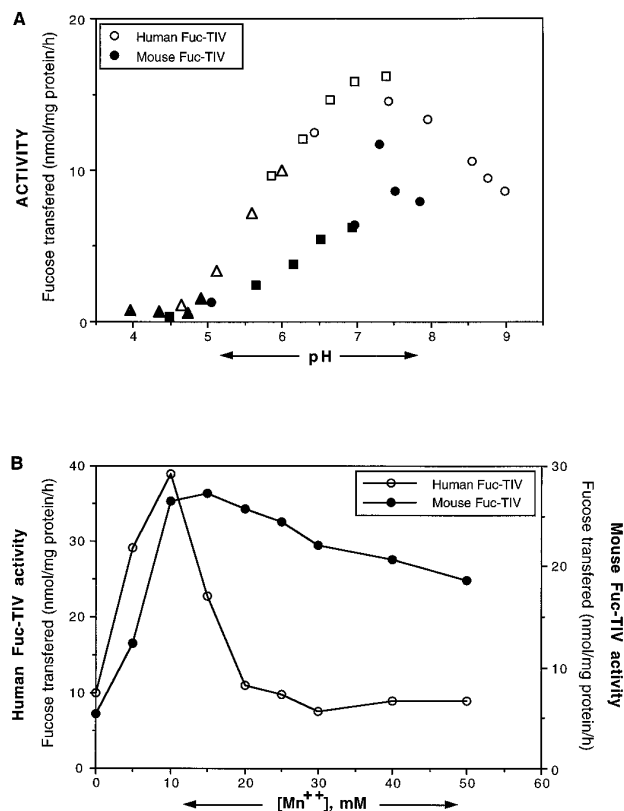 A
Human Fuc-TIV
Mouse Fuc-TIV
ACTIVITY
Fucose transfered (nmol/mg protein/h)
20
10
0
4 5 6 7 8 9
pH
B
Human Fuc-TIV
Mouse Fuc-TIV
Human Fuc-TIV activity
Fucose transfered (nmol/mg protein/h)
40
30
20
10
0
30
20
10
0
Fucose transfered (nmol/mg protein/h)
Mouse Fuc-TIV activity
0 10 20 30 40 50 60
[Mn++], mM